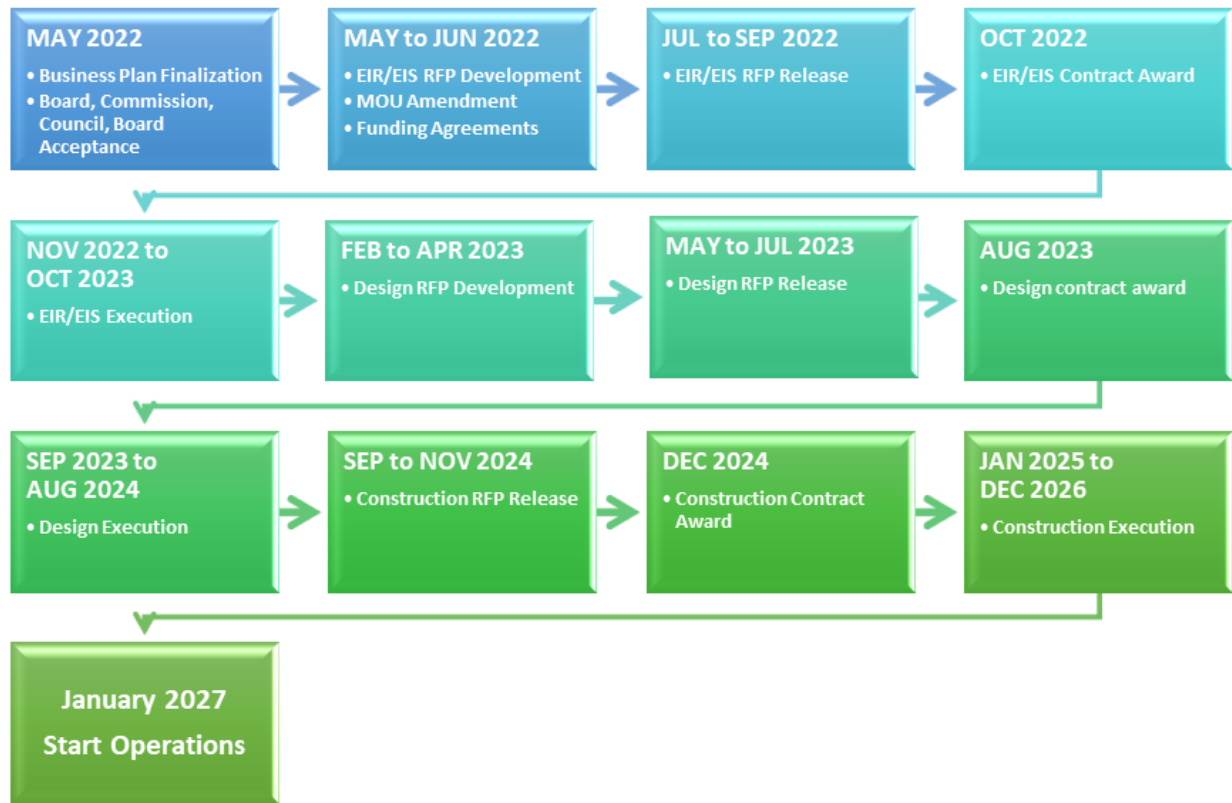 MAY 2022
• Business Plan Finalization
• Board, Commission,
Council, Board
Acceptance
MAY to JUN 2022
• EIR/EIS RFP Development
• MOU Amendment
• Funding Agreements
JUL to SEP 2022
• EIR/EIS RFP Release
OCT 2022
• EIR/EIS Contract Award
NOV 2022 to
OCT 2023
• EIR/EIS Execution
FEB to APR 2023
• Design RFP Development
MAY to JUL 2023
• Design RFP Release
AUG 2023
• Design contract award
SEP 2023 to
AUG 2024
• Design Execution
SEP to NOV 2024
• Construction RFP Release
DEC 2024
• Construction Contract
Award
JAN 2025 to
DEC 2026
• Construction Execution
January 2027
Start Operations